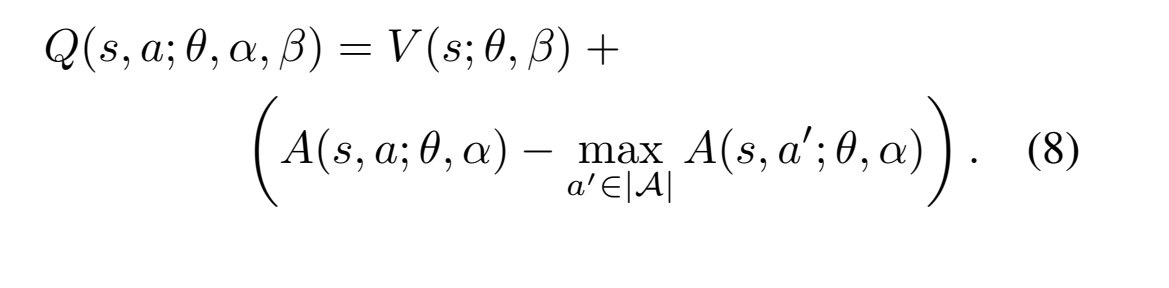 Q(s, a; θ, α, β) = V(s; θ, β) +
(A(s, a; θ, α) − max_{a′∈|𝒜|} A(s, a′; θ, α)). (8)